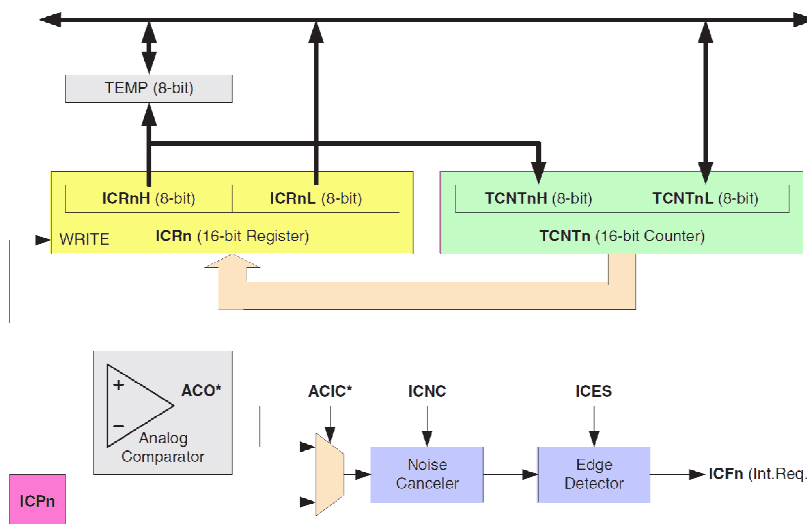 TEMP (8-bit)
ICRnH (8-bit)
ICRnL (8-bit)
TCNTnH (8-bit)
TCNTnL (8-bit)
WRITE
ICRn (16-bit Register)
TCNTn (16-bit Counter)
+
−
ACO*
Analog
Comparator
ACIC*
ICNC
ICES
Noise
Canceler
Edge
Detector
ICFn (Int.Req.
ICPn